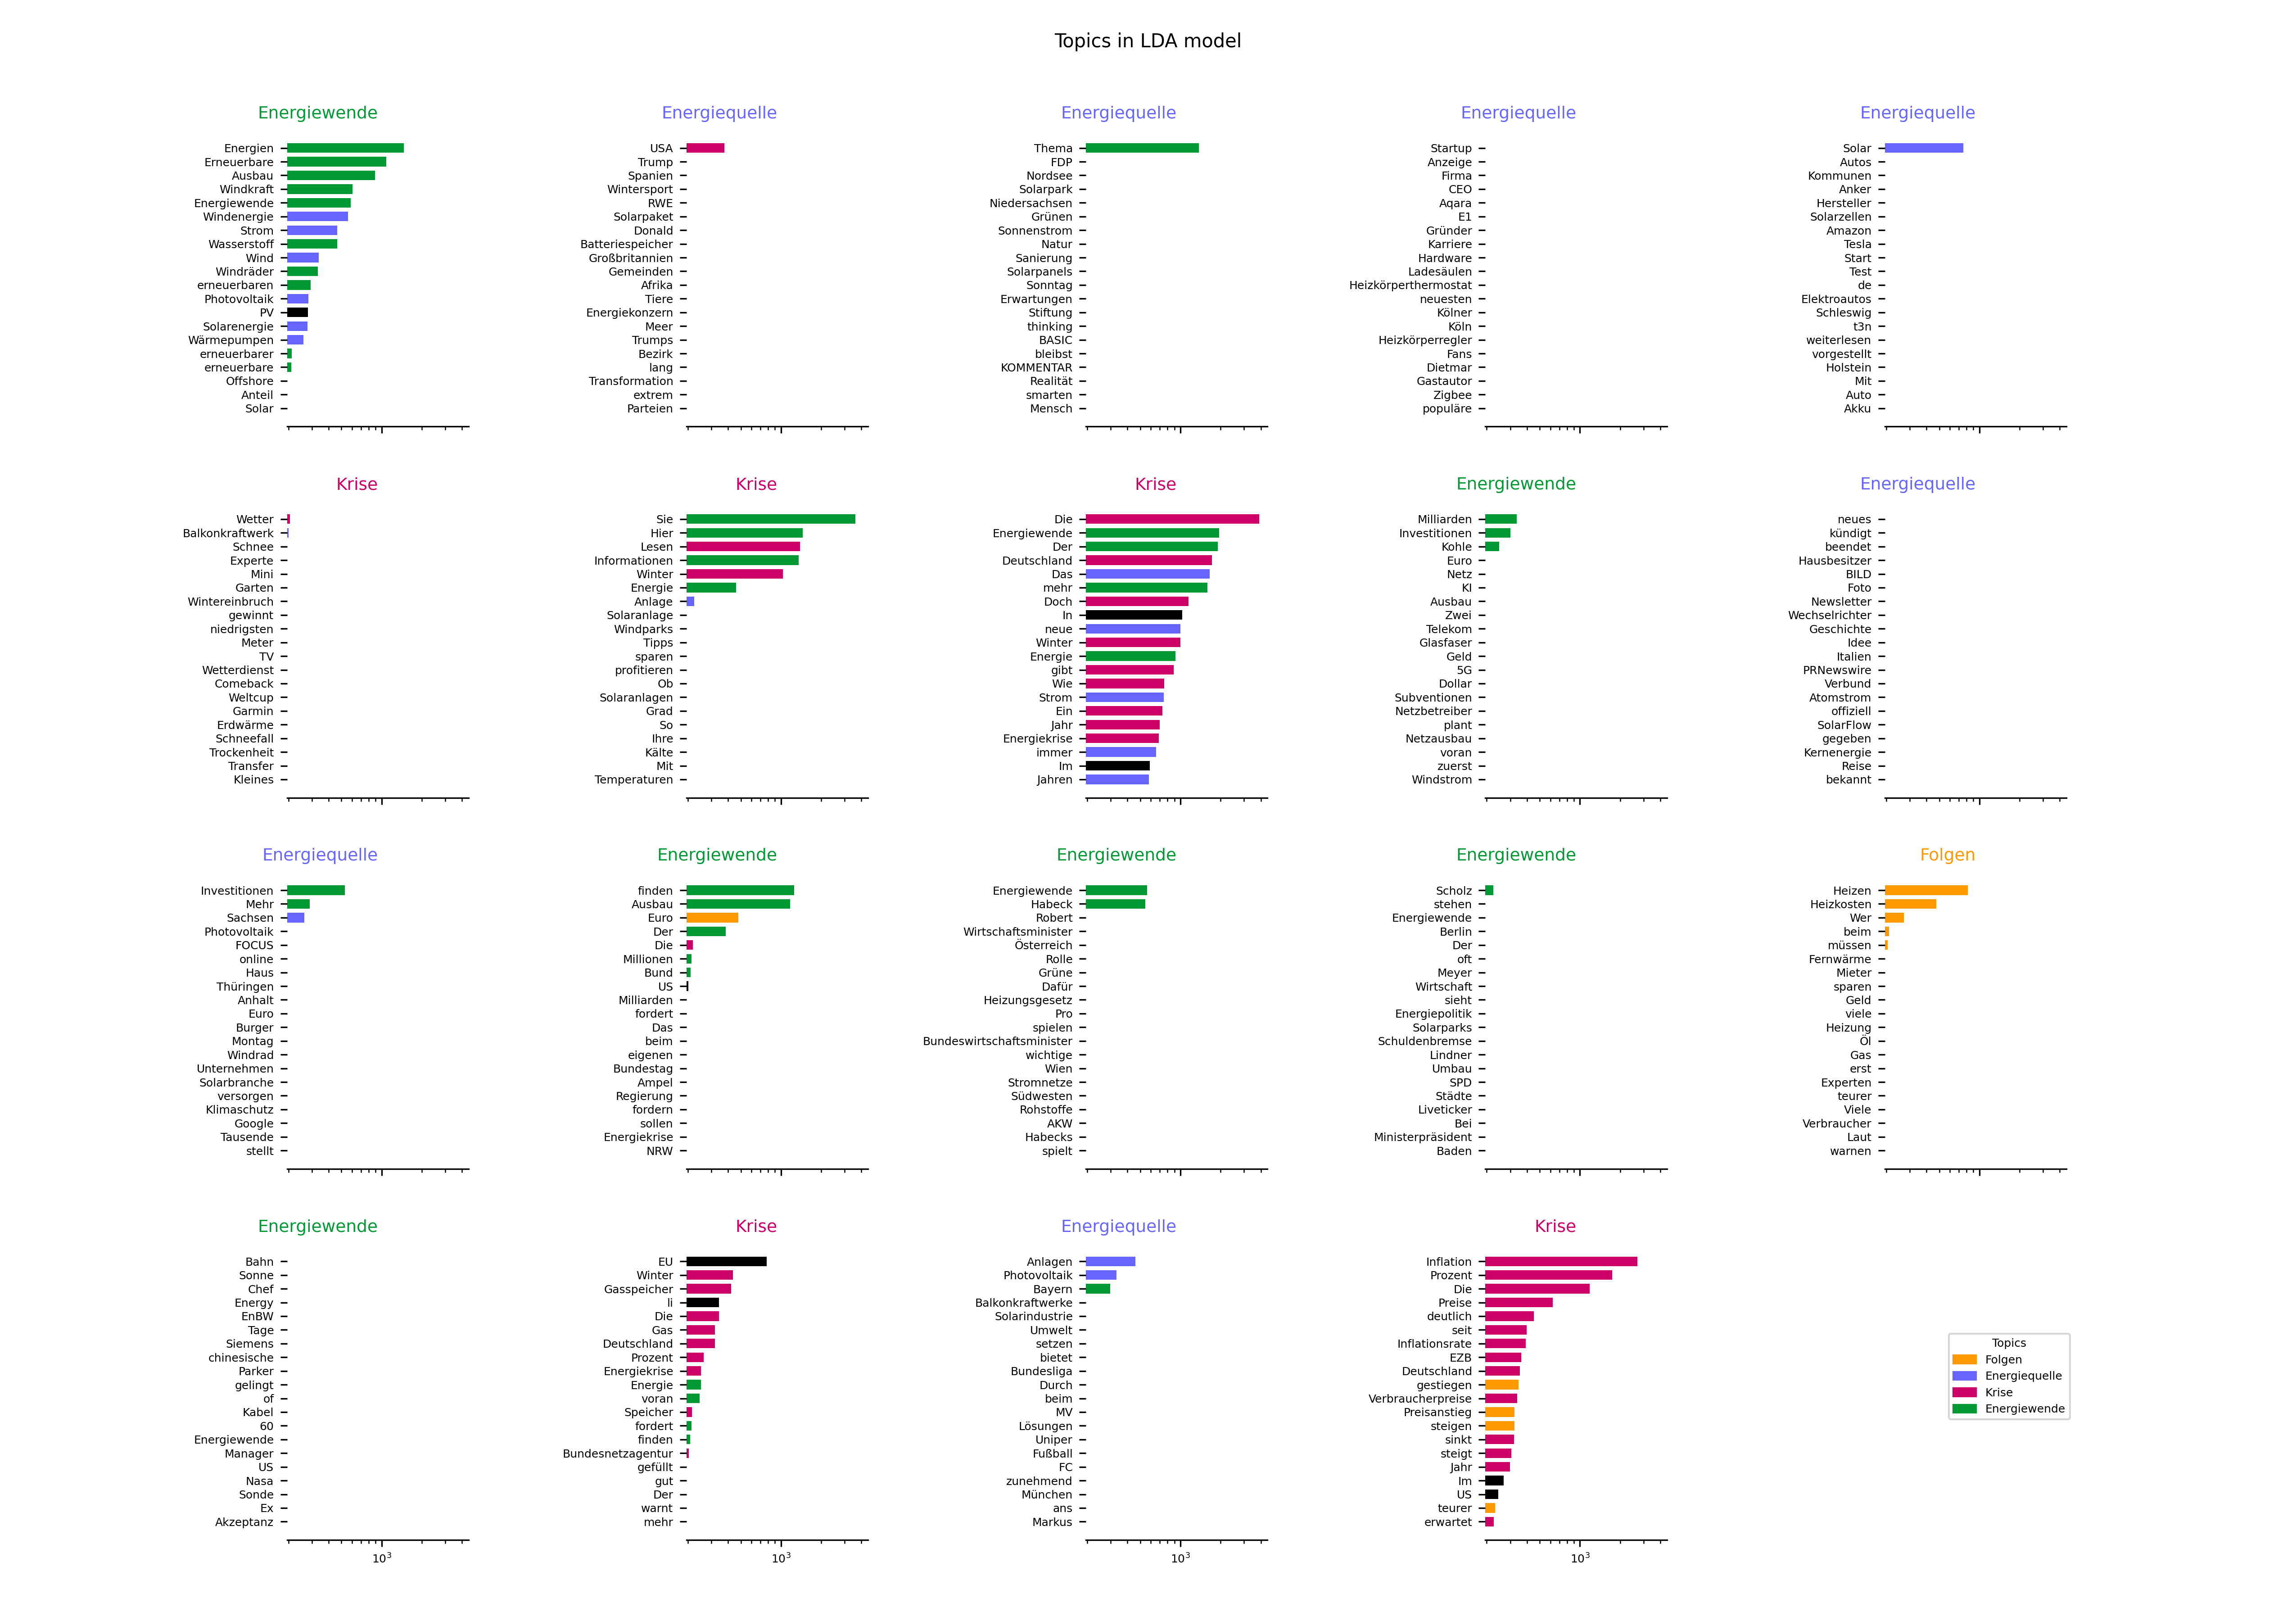 Topics in LDA model
Energiewende
Energien
Erneuerbare
Ausbau
Windkraft
Energiewende
Windenergie
Strom
Wasserstoff
Wind
Windräder
erneuerbaren
Photovoltaik
PV
Solarenergie
Wärmepumpen
erneuerbarer
erneuerbare
Offshore
Anteil
Solar
Energiequelle
USA
Trump
Spanien
Wintersport
RWE
Solarpaket
Donald
Batteriespeicher
Großbritannien
Gemeinden
Afrika
Tiere
Energiekonzern
Meer
Trumps
Bezirk
lang
Transformation
extrem
Parteien
Energiequelle
Thema
FDP
Nordsee
Solarpark
Niedersachsen
Grünen
Sonnenstrom
Natur
Sanierung
Solarpanels
Sonntag
Erwartungen
Stiftung
thinking
BASIC
bleibst
KOMMENTAR
Realität
smarten
Mensch
Energiequelle
Startup
Anzeige
Firma
CEO
Aqara
E1
Gründer
Karriere
Hardware
Ladesäulen
Heizkörperthermostat
neuesten
Kölner
Köln
Heizkörperregler
Fans
Dietmar
Gastautor
Zigbee
populäre
Energiequelle
Solar
Autos
Kommunen
Anker
Hersteller
Solarzellen
Amazon
Tesla
Start
Test
de
Elektroautos
Schleswig
t3n
weiterlesen
vorgestellt
Holstein
Mit
Auto
Akku
Krise
Wetter
Balkonkraftwerk
Schnee
Experte
Mini
Garten
Wintereinbruch
gewinnt
niedrigsten
Meter
TV
Wetterdienst
Comeback
Weltcup
Garmin
Erdwärme
Schneefall
Trockenheit
Transfer
Kleines
Krise
Sie
Hier
Lesen
Informationen
Winter
Energie
Anlage
Solaranlage
Windparks
Tipps
sparen
profitieren
Ob
Solaranlagen
Grad
So
Ihre
Kälte
Mit
Temperaturen
Krise
Die
Energiewende
Der
Deutschland
Das
mehr
Doch
In
neue
Winter
Energie
gibt
Wie
Strom
Ein
Jahr
Energiekrise
immer
Im
Jahren
Energiewende
Milliarden
Investitionen
Kohle
Euro
Netz
KI
Ausbau
Zwei
Telekom
Glasfaser
Geld
5G
Dollar
Subventionen
Netzbetreiber
plant
Netzausbau
voran
zuerst
Windstrom
Energiequelle
neues
kündigt
beendet
Hausbesitzer
BILD
Foto
Newsletter
Wechselrichter
Geschichte
Idee
Italien
PRNewswire
Verbund
Atomstrom
offiziell
SolarFlow
gegeben
Kernenergie
Reise
bekannt
Energiequelle
Investitionen
Mehr
Sachsen
Photovoltaik
FOCUS
online
Haus
Thüringen
Anhalt
Euro
Burger
Montag
Windrad
Unternehmen
Solarbranche
versorgen
Klimaschutz
Google
Tausende
stellt
Energiewende
finden
Ausbau
Euro
Der
Die
Millionen
Bund
US
Milliarden
fordert
Das
beim
eigenen
Bundestag
Ampel
Regierung
fordern
sollen
Energiekrise
NRW
Energiewende
Energiewende
Habeck
Robert
Wirtschaftsminister
Österreich
Rolle
Grüne
Dafür
Heizungsgesetz
Pro
spielen
Bundeswirtschaftsminister
wichtige
Wien
Stromnetze
Südwesten
Rohstoffe
AKW
Habecks
spielt
Energiewende
Scholz
stehen
Energiewende
Berlin
Der
oft
Meyer
Wirtschaft
sieht
Energiepolitik
Solarparks
Schuldenbremse
Lindner
Umbau
SPD
Städte
Liveticker
Bei
Ministerpräsident
Baden
Folgen
Heizen
Heizkosten
Wer
beim
müssen
Fernwärme
Mieter
sparen
Geld
viele
Heizung
Öl
Gas
erst
Experten
teurer
Viele
Verbraucher
Laut
warnen
Energiewende
Bahn
Sonne
Chef
Energy
EnBW
Tage
Siemens
chinesische
Parker
gelingt
of
Kabel
60
Energiewende
Manager
US
Nasa
Sonde
Ex
Akzeptanz
10³
Krise
EU
Winter
Gasspeicher
li
Die
Gas
Deutschland
Prozent
Energiekrise
Energie
voran
Speicher
fordert
finden
Bundesnetzagentur
gefüllt
gut
Der
warnt
mehr
10³
Energiequelle
Anlagen
Photovoltaik
Bayern
Balkonkraftwerke
Solarindustrie
Umwelt
setzen
bietet
Bundesliga
Durch
beim
MV
Lösungen
Uniper
Fußball
FC
zunehmend
München
ans
Markus
10³
Krise
Inflation
Prozent
Die
Preise
deutlich
seit
Inflationsrate
EZB
Deutschland
gestiegen
Verbraucherpreise
Preisanstieg
steigen
sinkt
steigt
Jahr
Im
US
teurer
erwartet
10³
Topics
Folgen
Energiequelle
Krise
Energiewende